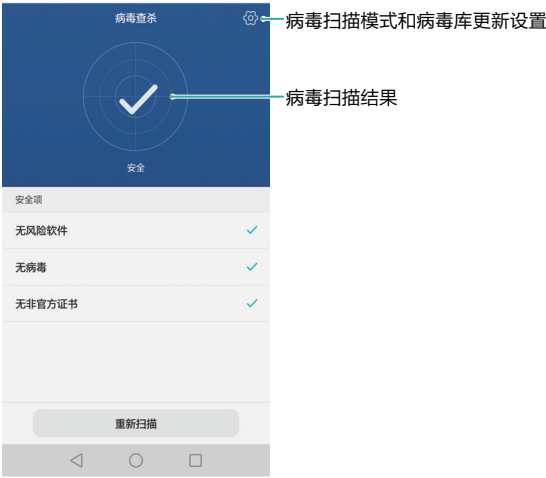 病毒查杀
病毒扫描模式和病毒库更新设置
病毒扫描结果
安全
安全项
无风险软件
无病毒
无非官方证书
重新扫描